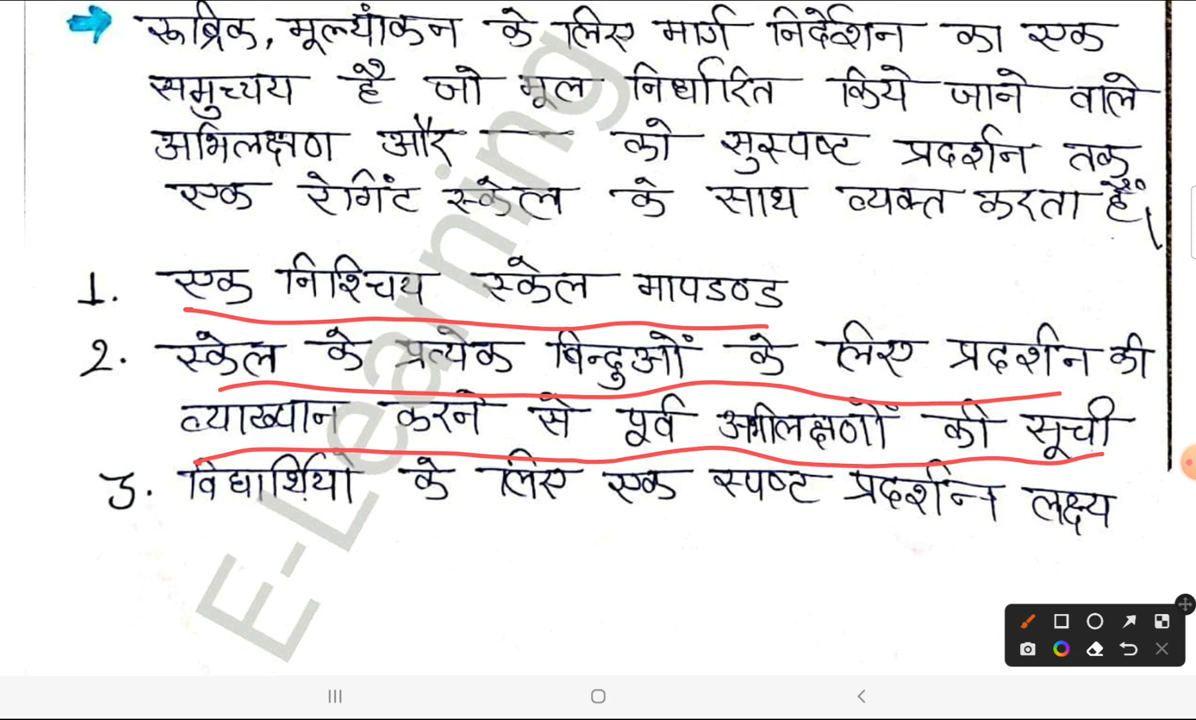 रूब्रिक, मूल्यांकन के लिए मार्ग निर्देशन का एक
समुच्चय है जो मूल निर्धारित किये जाने वाले
अभिलक्षण और — को सुस्पष्ट प्रदर्शन तक
एक रेगिंट स्केल के साथ व्यक्त करता हैं।
1. एक निश्चिय स्केल मापडण्ड
2. स्केल के प्रत्येक बिन्दुओं के लिए प्रदर्शन की
व्याख्यान करने से पूर्व अभीलक्षणों की सूची
3. विद्यार्थियो के लिए एक स्पष्ट प्रदर्शन लक्ष्य
E-Learning